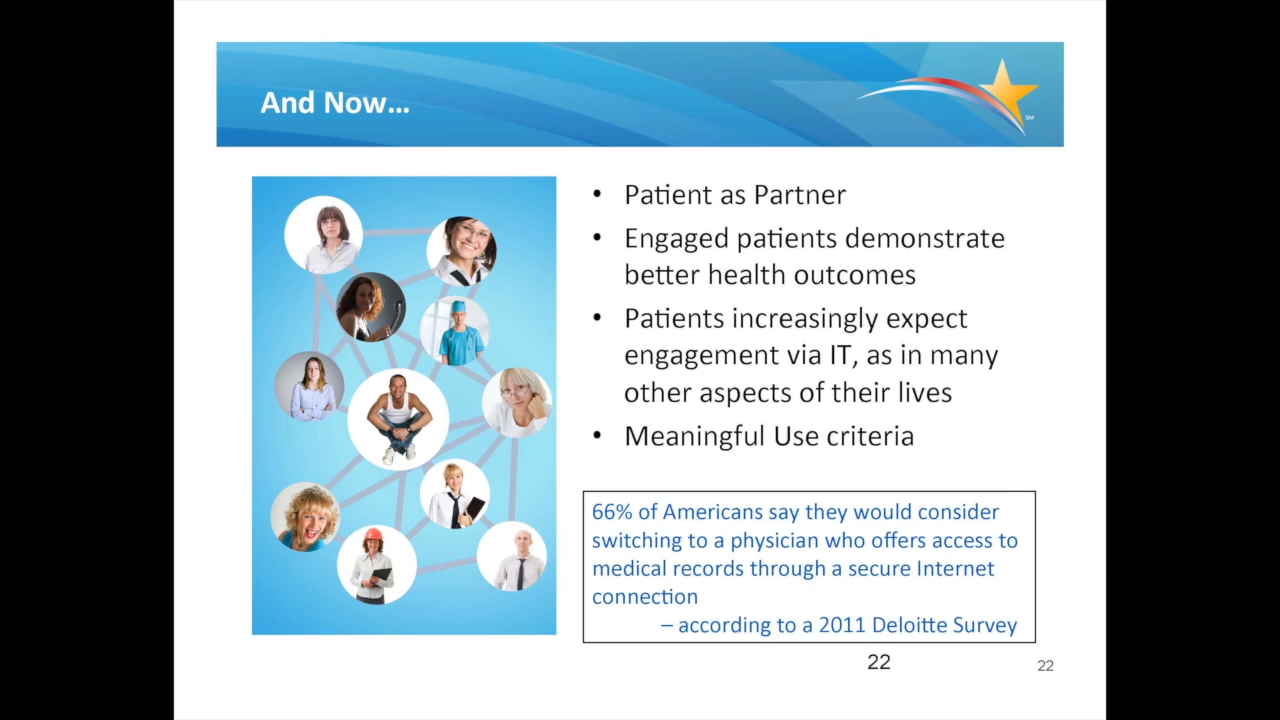 And Now…
SM
• Patient as Partner
• Engaged patients demonstrate
better health outcomes
• Patients increasingly expect
engagement via IT, as in many
other aspects of their lives
• Meaningful Use criteria
66% of Americans say they would consider
switching to a physician who offers access to
medical records through a secure Internet
connection
– according to a 2011 Deloitte Survey
22
22